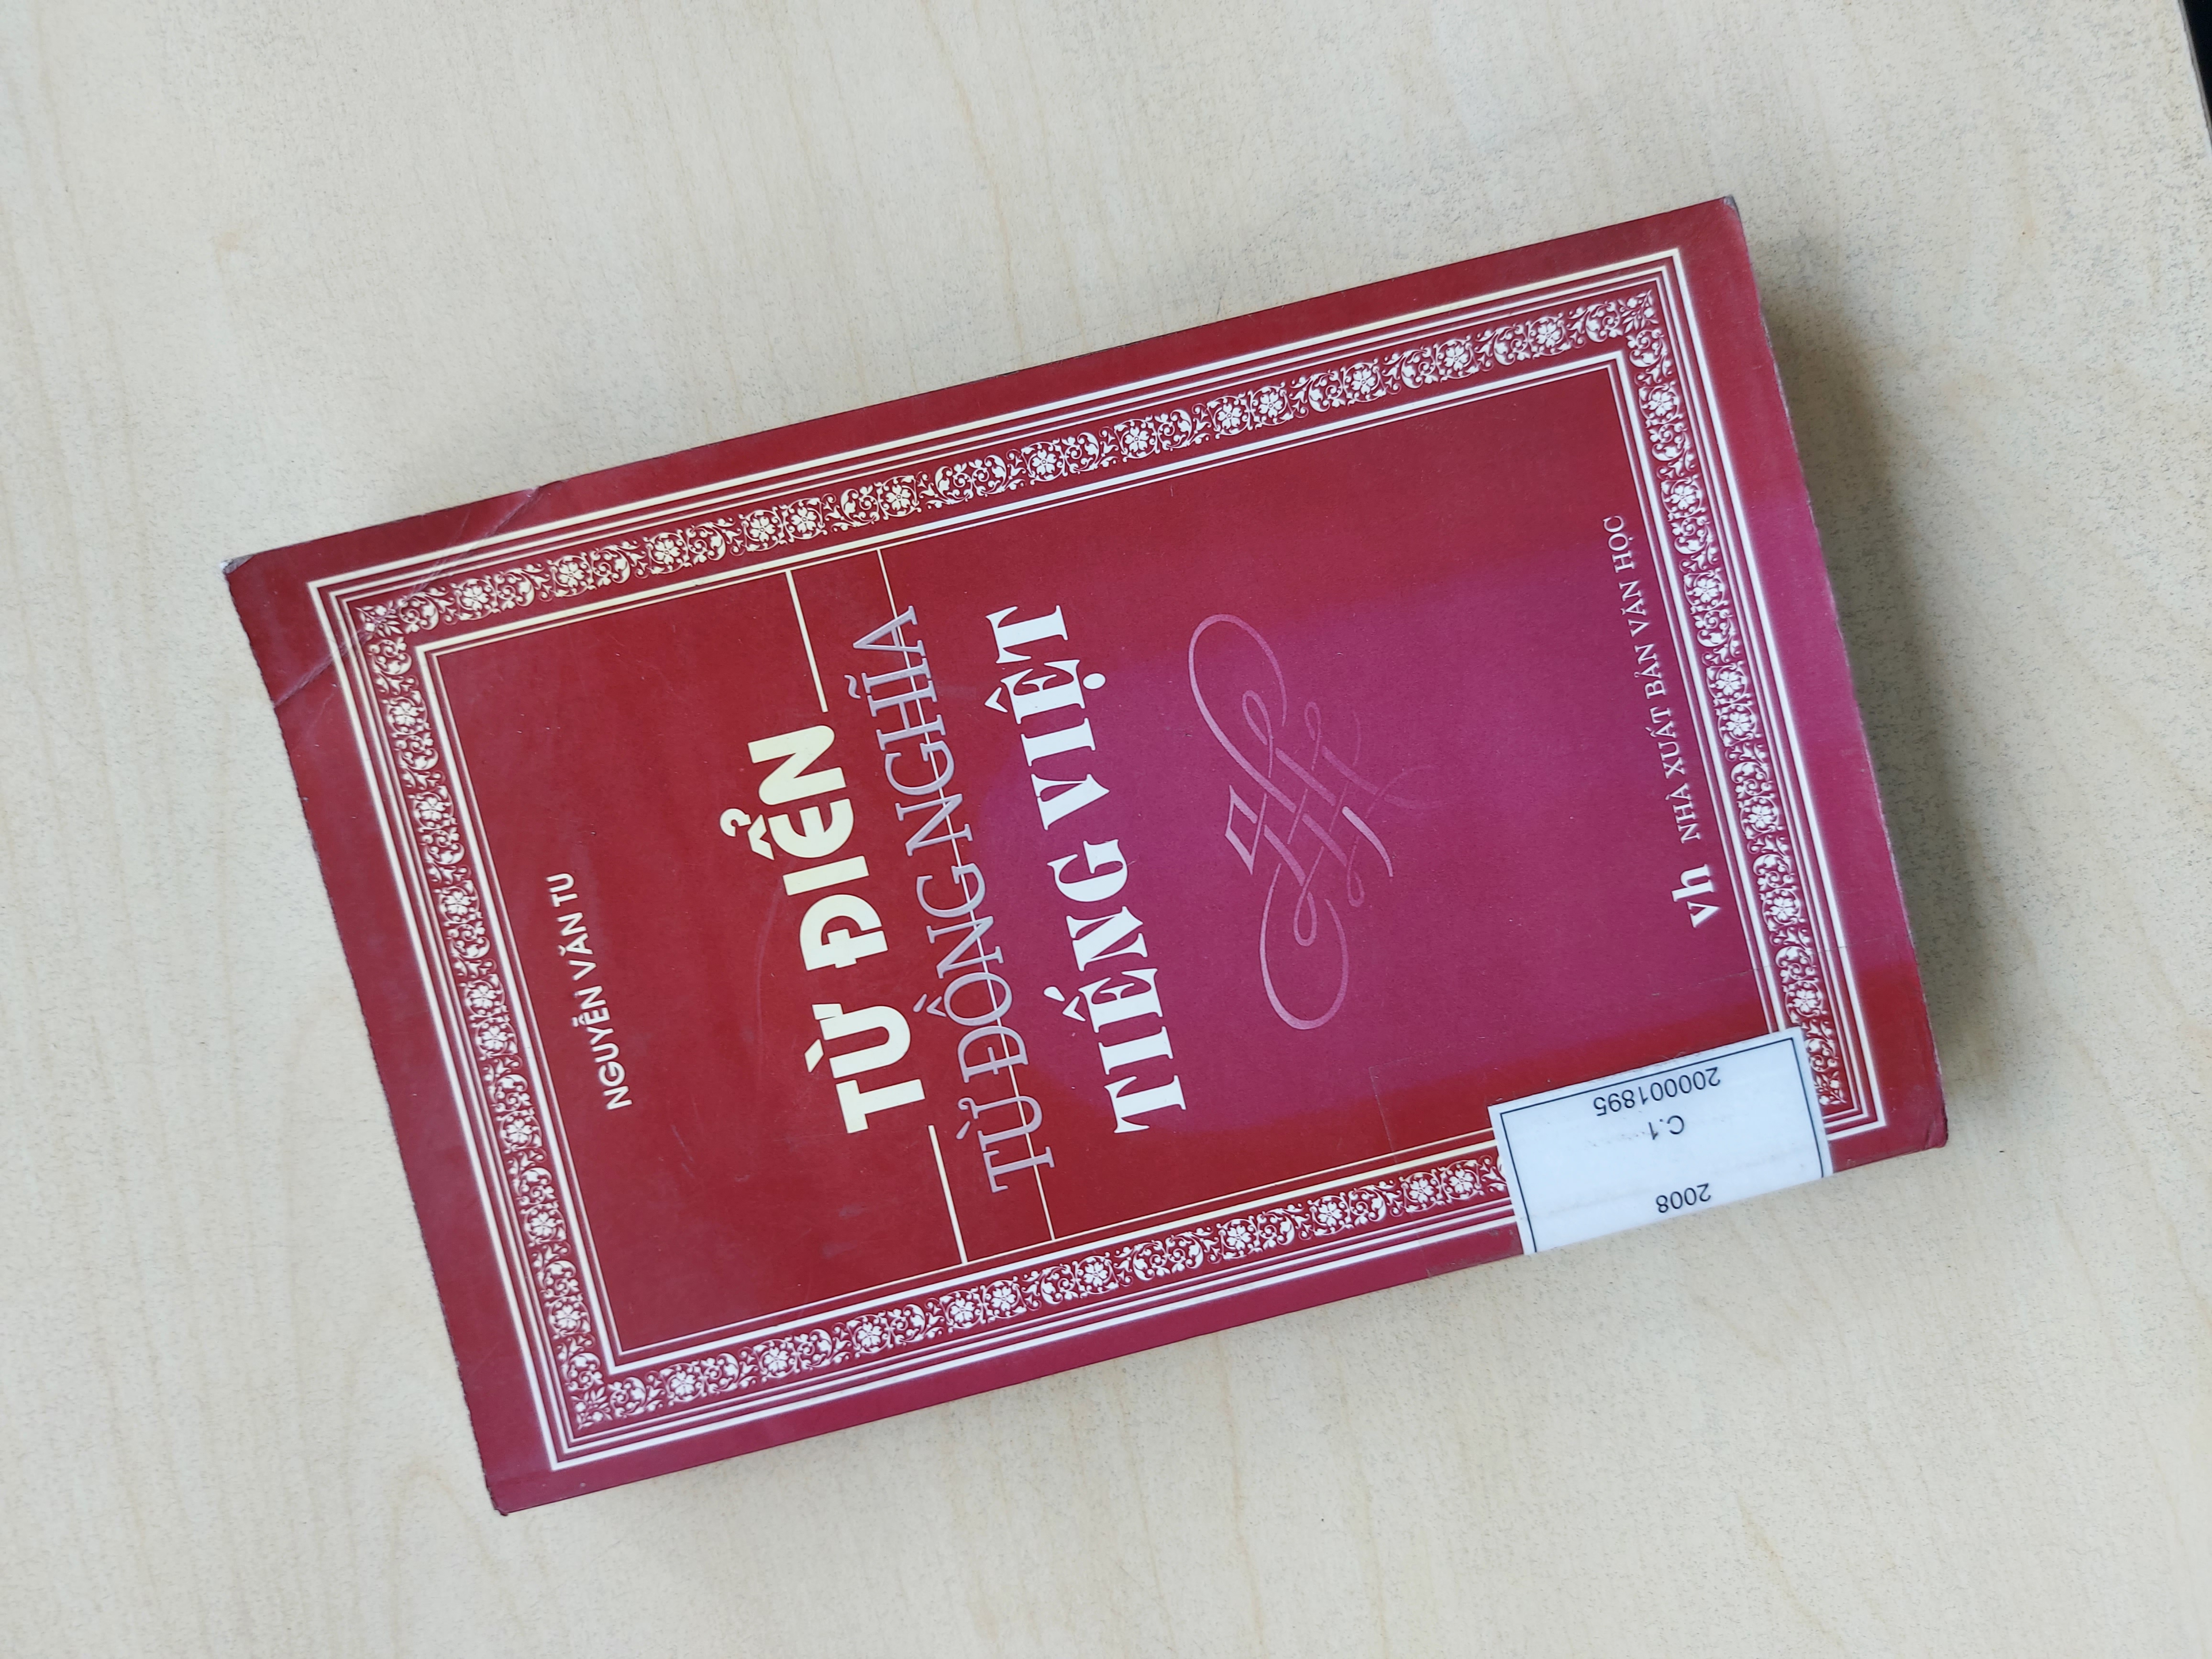 NGUYỄN VĂN TU
TỪ ĐIỂN
TỪ ĐỒNG NGHĨA
TIẾNG VIỆT
vh NHÀ XUẤT BẢN VĂN HỌC
2008
C.1
200001895